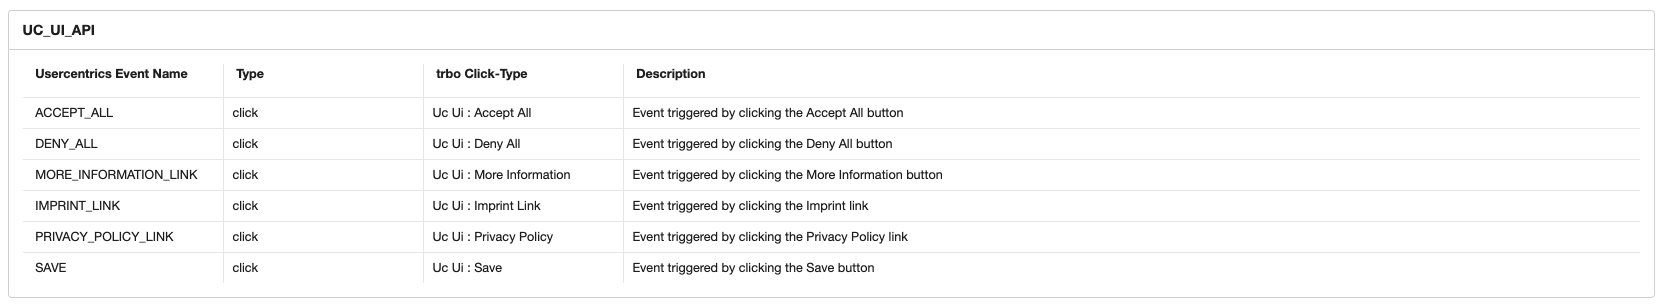 UC_UI_API
Usercentrics Event Name Type trbo Click-Type Description
ACCEPT_ALL click Uc Ui : Accept All Event triggered by clicking the Accept All button
DENY_ALL click Uc Ui : Deny All Event triggered by clicking the Deny All button
MORE_INFORMATION_LINK click Uc Ui : More Information Event triggered by clicking the More Information button
IMPRINT_LINK click Uc Ui : Imprint Link Event triggered by clicking the Imprint link
PRIVACY_POLICY_LINK click Uc Ui : Privacy Policy Event triggered by clicking the Privacy Policy link
SAVE click Uc Ui : Save Event triggered by clicking the Save button